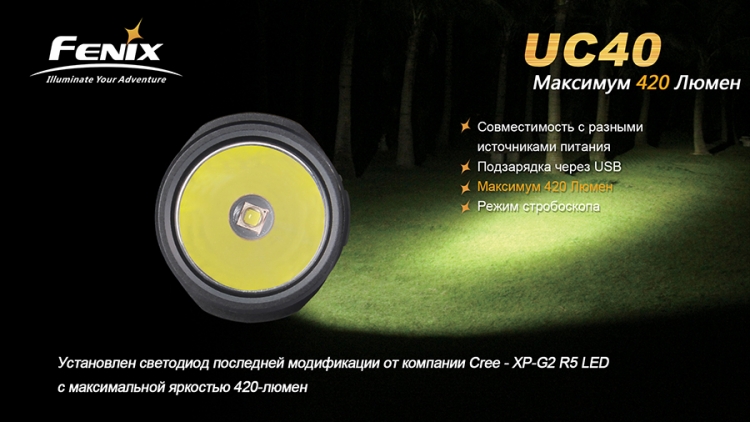 FENIX
Illuminate Your Adventure
UC40
Максимум 420 Люмен
Совместимость с разными
источниками питания
Подзарядка через USB
Максимум 420 Люмен
Режим стробоскопа
Установлен светодиод последней модификации от компании Cree - XP-G2 R5 LED
с максимальной яркостью 420-люмен